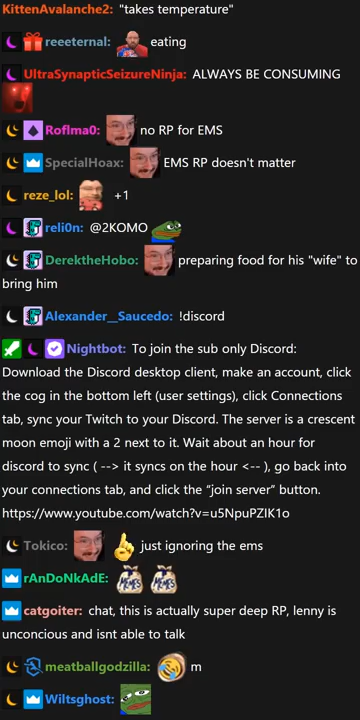 KittenAvalanche2: "takes temperature"
reeeternal: eating
UltraSynapticSeizureNinja: ALWAYS BE CONSUMING
Roflma0: no RP for EMS
SpecialHoax: EMS RP doesn't matter
reze_lol: +1
reli0n: @2KOMO
DerektheHobo: preparing food for his "wife" to
bring him
Alexander__Saucedo: !discord
Nightbot: To join the sub only Discord:
Download the Discord desktop client, make an account, click
the cog in the bottom left (user settings), click Connections
tab, sync your Twitch to your Discord. The server is a crescent
moon emoji with a 2 next to it. Wait about an hour for
discord to sync ( --> it syncs on the hour <-- ), go back into
your connections tab, and click the “join server” button.
https://www.youtube.com/watch?v=u5NpuPZIK1o
Tokico: just ignoring the ems
rAnDoNkAdE: MEMES MEMES
catgoiter: chat, this is actually super deep RP, lenny is
unconcious and isnt able to talk
meatballgodzilla: m
Wiltsghost: